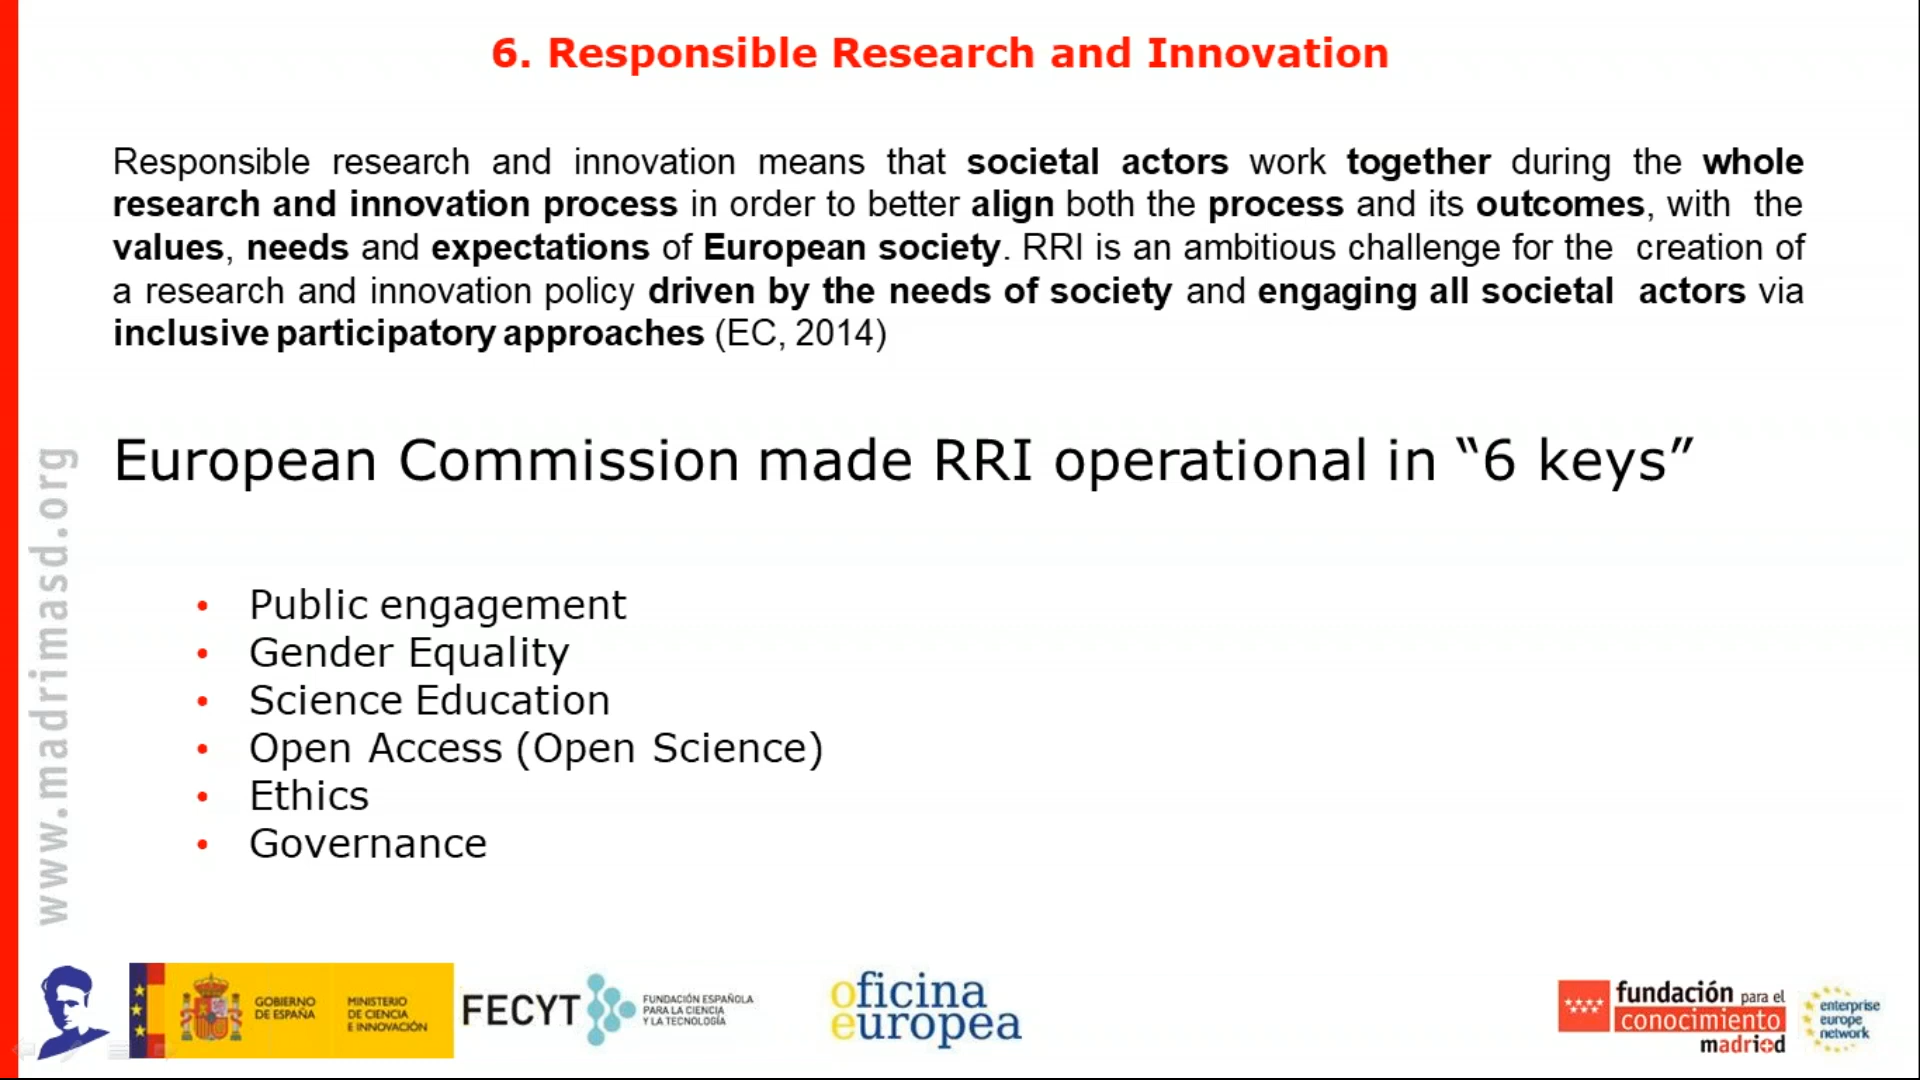 6. Responsible Research and Innovation
Responsible research and innovation means that societal actors work together during the whole
research and innovation process in order to better align both the process and its outcomes, with the
values, needs and expectations of European society. RRI is an ambitious challenge for the creation of
a research and innovation policy driven by the needs of society and engaging all societal actors via
inclusive participatory approaches (EC, 2014)
European Commission made RRI operational in “6 keys”
• Public engagement
• Gender Equality
• Science Education
• Open Access (Open Science)
• Ethics
• Governance
www.madrimasd.org
GOBIERNO
DE ESPAÑA
MINISTERIO
DE CIENCIA
E INNOVACIÓN
FECYT
FUNDACIÓN ESPAÑOLA
PARA LA CIENCIA
Y LA TECNOLOGÍA
oficina
europea
fundación para el
conocimiento
madri+d
enterprise
europe
network